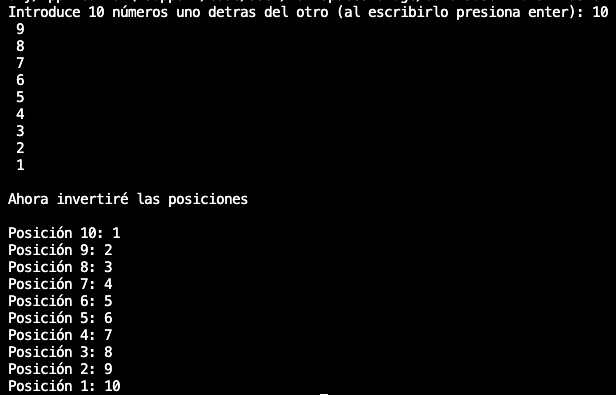 Introduce 10 números uno detras del otro (al escribirlo presiona enter): 10
9
8
7
6
5
4
3
2
1
Ahora invertiré las posiciones
Posición 10: 1
Posición 9: 2
Posición 8: 3
Posición 7: 4
Posición 6: 5
Posición 5: 6
Posición 4: 7
Posición 3: 8
Posición 2: 9
Posición 1: 10